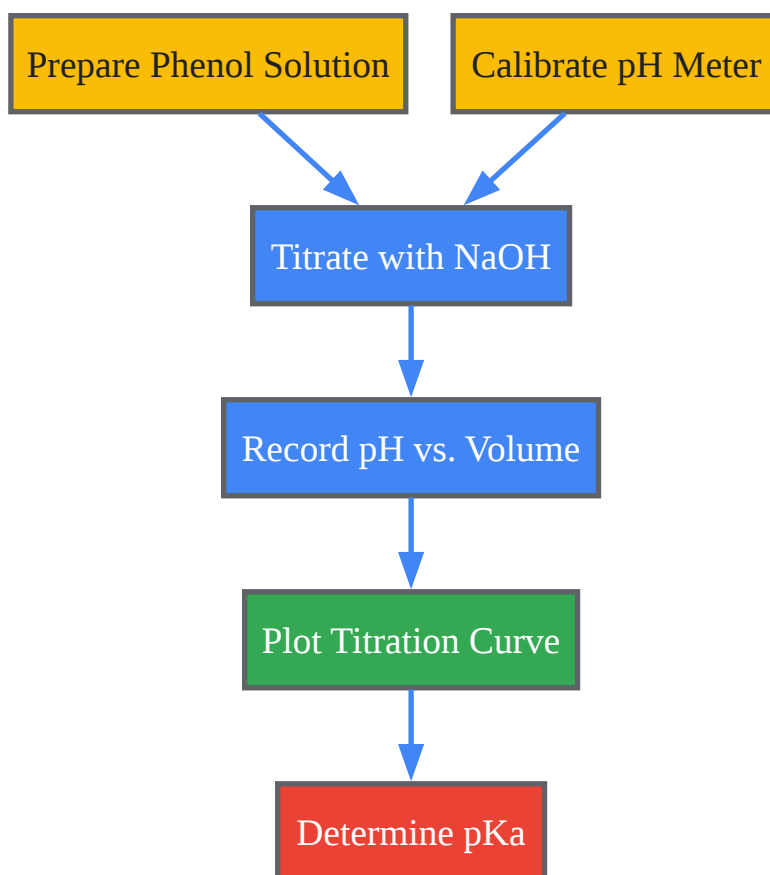 Prepare Phenol Solution
Calibrate pH Meter
Titrate with NaOH
Record pH vs. Volume
Plot Titration Curve
Determine pKa